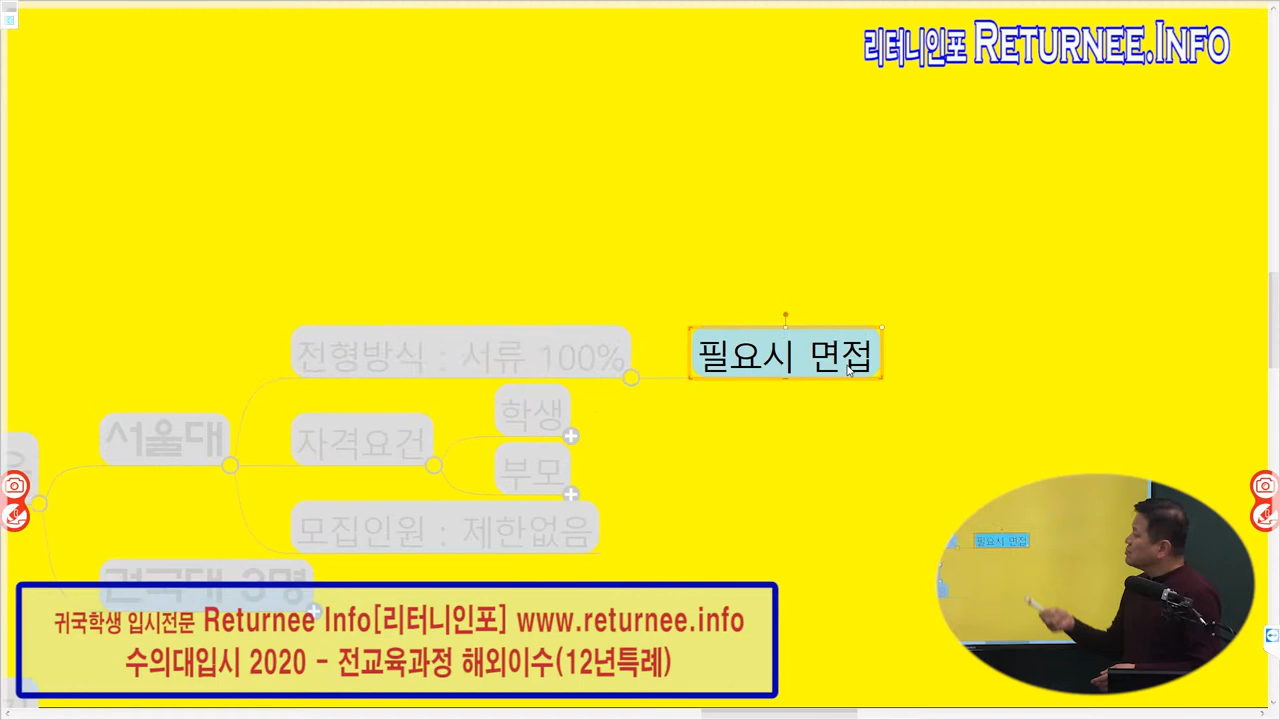 리터니인포 RETURNEE.INFO
전형방식 : 서류 100%
필요시 면접
학생
서울대
자격요건
부모
모집인원 : 제한없음
건국대 3명
귀국학생 입시전문 Returnee Info[리터니인포] www.returnee.info
수의대입시 2020 - 전교육과정 해외이수(12년특례)
필요시 면접